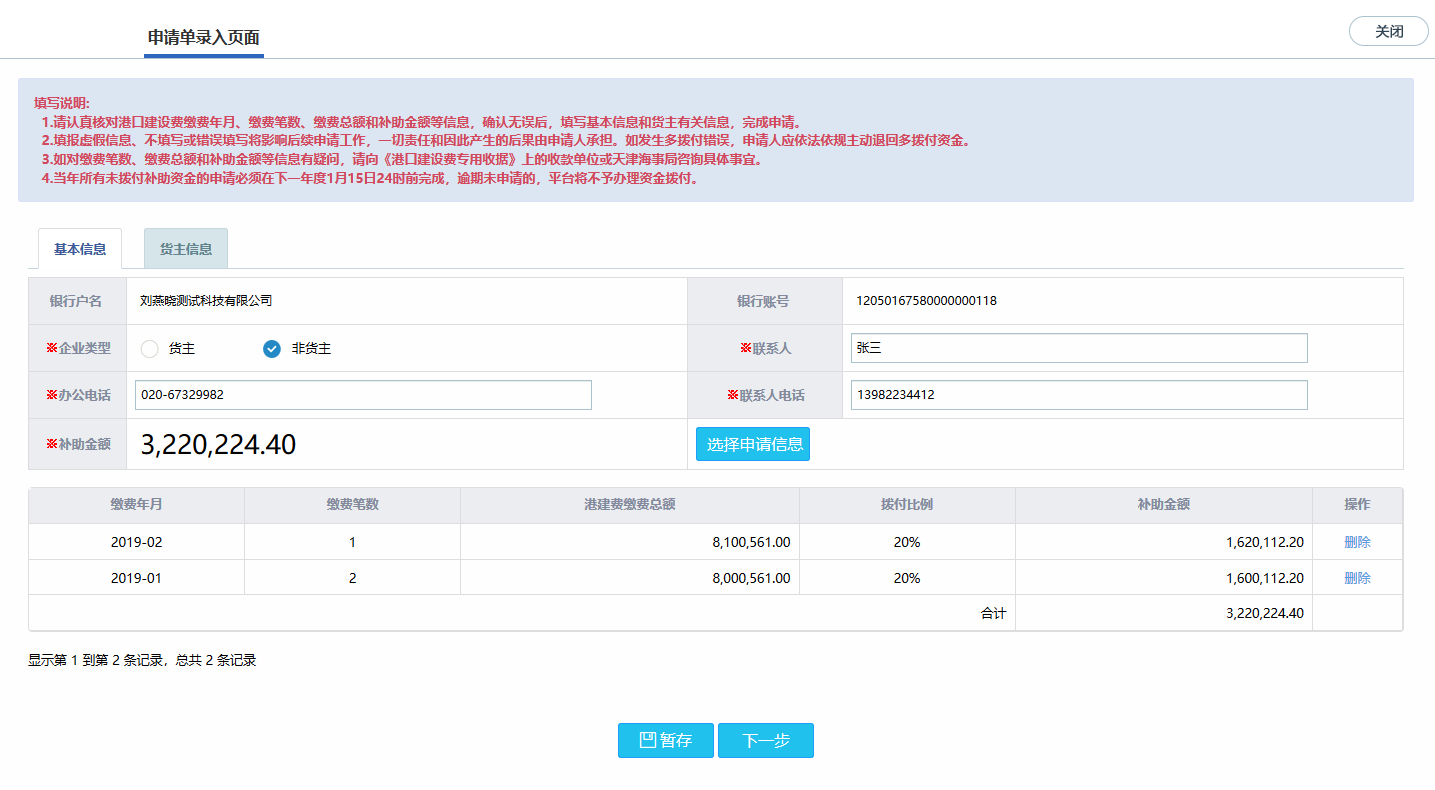 申请单录入页面
关闭
填写说明:
1.请认真核对港口建设费缴费年月、缴费笔数、缴费总额和补助金额等信息，确认无误后，填写基本信息和货主有关信息，完成申请。
2.填报虚假信息、不填写或错误填写将影响后续申请工作，一切责任和因此产生的后果由申请人承担。如发生多拨付错误，申请人应依法依规主动退回多拨付资金。
3.如对缴费笔数、缴费总额和补助金额等信息有疑问，请向《港口建设费专用收据》上的收款单位或天津海事局咨询具体事宜。
4.当年所有未拨付补助资金的申请必须在下一年度1月15日24时前完成，逾期未申请的，平台将不予办理资金拨付。
基本信息 货主信息
银行户名 刘燕晓测试科技有限公司 银行账号 12050167580000000118
※企业类型 货主 非货主 ※联系人 张三
※办公电话 020-67329982 ※联系人电话 13982234412
※补助金额 3,220,224.40 选择申请信息
缴费年月 缴费笔数 港建费缴费总额 拨付比例 补助金额 操作
2019-02 1 8,100,561.00 20% 1,620,112.20 删除
2019-01 2 8,000,561.00 20% 1,600,112.20 删除
合计 3,220,224.40
显示第 1 到第 2 条记录，总共 2 条记录
暂存 下一步